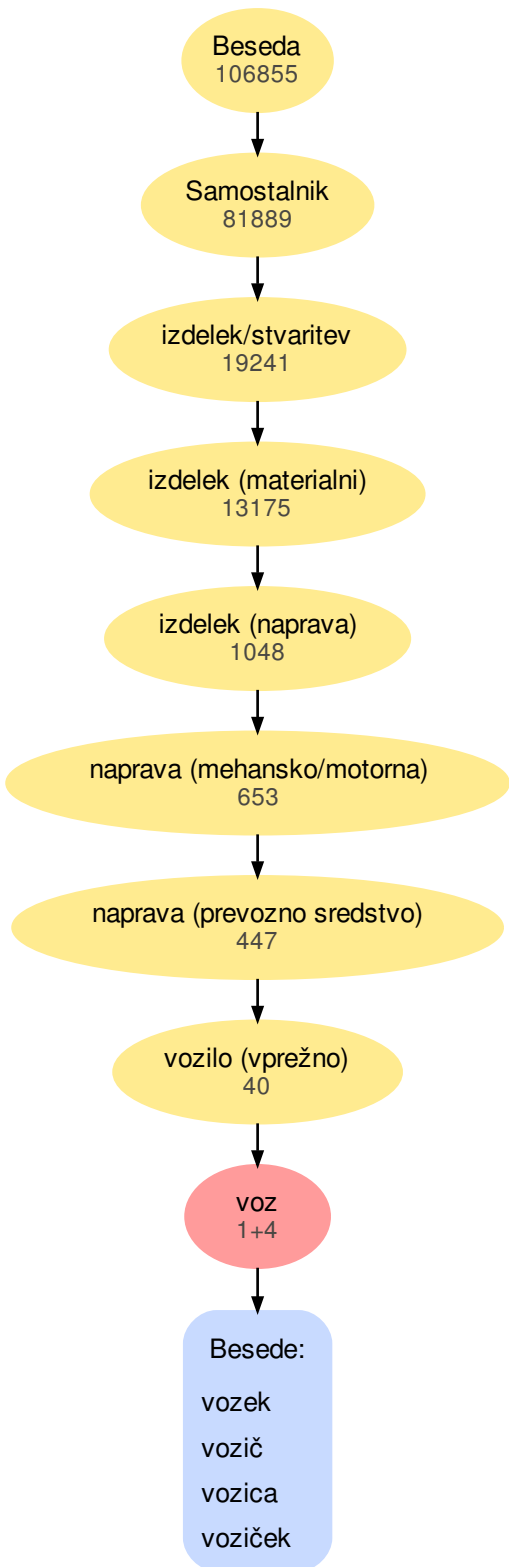 Beseda
106855
Samostalnik
81889
izdelek/stvaritev
19241
izdelek (materialni)
13175
izdelek (naprava)
1048
naprava (mehansko/motorna)
653
naprava (prevozno sredstvo)
447
vozilo (vprežno)
40
voz
1+4
Besede:
vozek
vozič
vozica
voziček